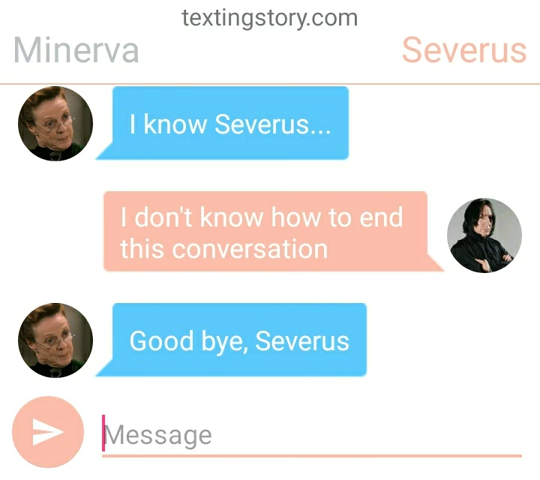 textingstory.com
Minerva
Severus
I know Severus...
I don't know how to end
this conversation
Good bye, Severus
Message